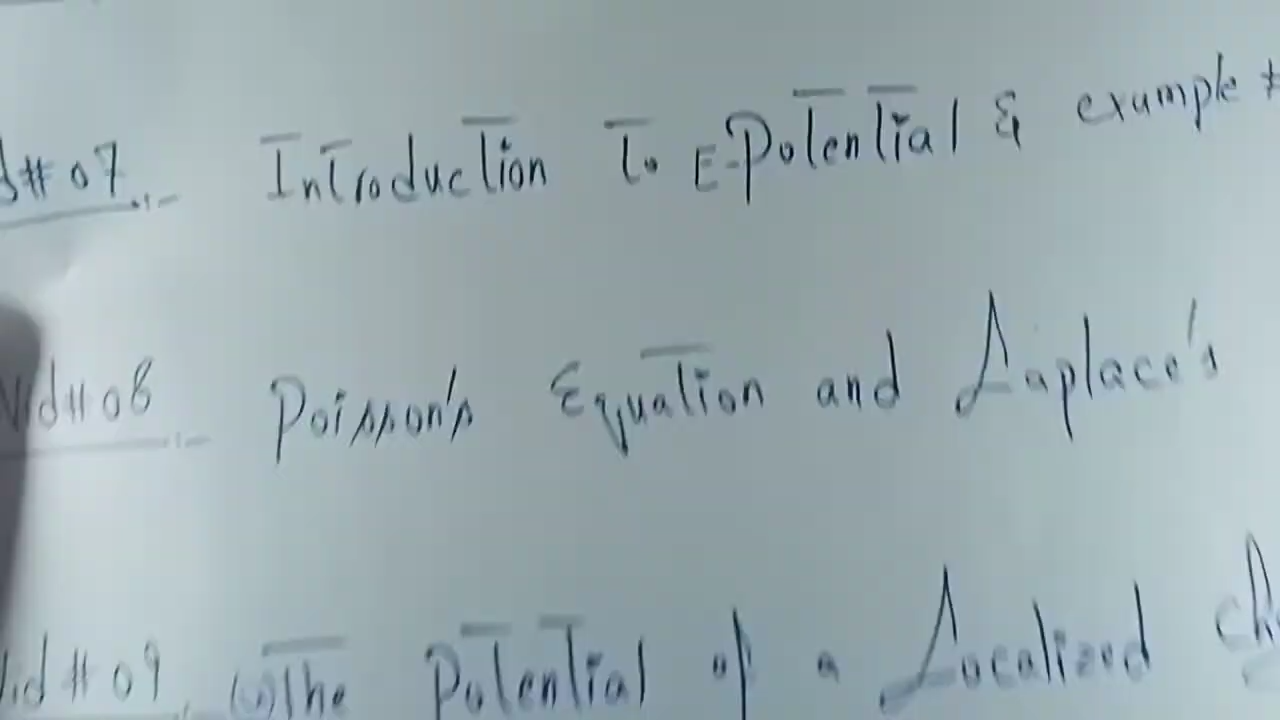 # 07 Introduction To E-Potential & example
Vid # 08 Poisson's Equation and Laplace's
Vid # 09 The Potential of a Localized